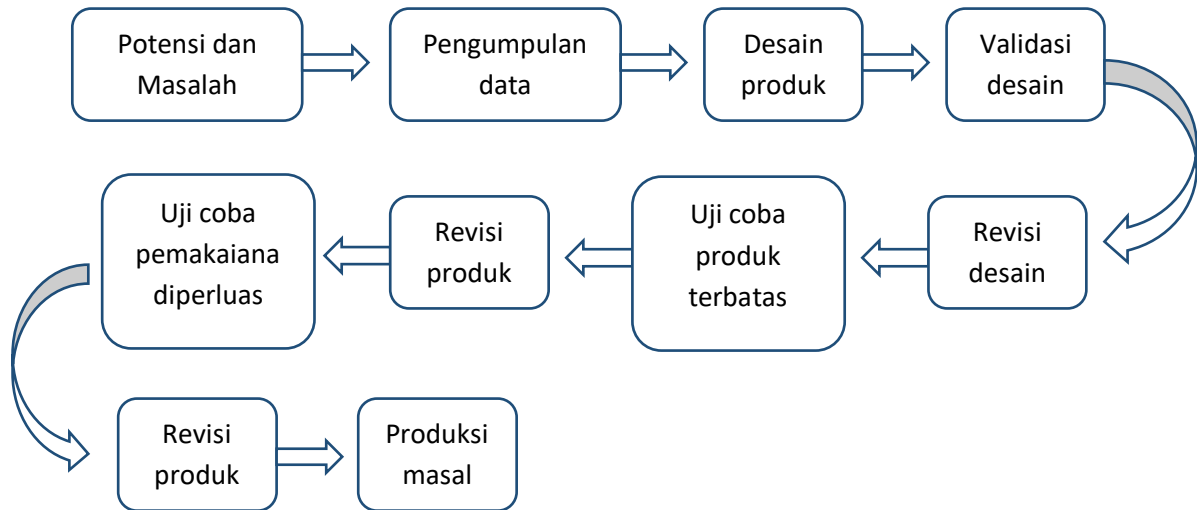 Potensi dan
Masalah
Pengumpulan
data
Desain
produk
Validasi
desain
Revisi
desain
Uji coba
produk
terbatas
Revisi
produk
Uji coba
pemakaiana
diperluas
Revisi
produk
Produksi
masal